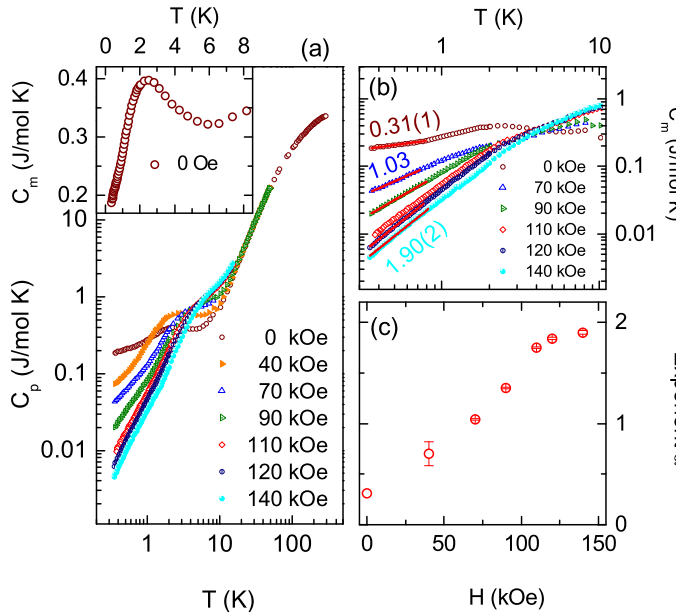 T (K)
0 2 4 6 8
(a)
C_m (J/mol K)
0.4
0.3
0.2
0 Oe
C_p (J/mol K)
10
1
0.1
0.01
0 kOe
40 kOe
70 kOe
90 kOe
110 kOe
120 kOe
140 kOe
1 10 100
T (K)
T (K)
1 10
(b)
0.31(1)
1.03
1.90(2)
0 kOe
70 kOe
90 kOe
110 kOe
120 kOe
140 kOe
1
0.1
0.01
C_m (J/mol K)
(c)
2
1
0
0 50 100 150
H (kOe)